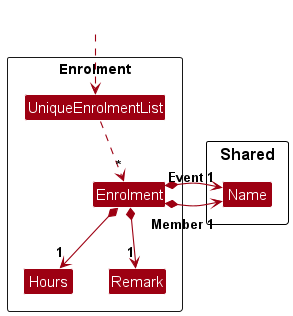 Enrolment
UniqueEnrolmentList
*
Shared
Event 1
Enrolment
Name
Member 1
1
1
Hours
Remark